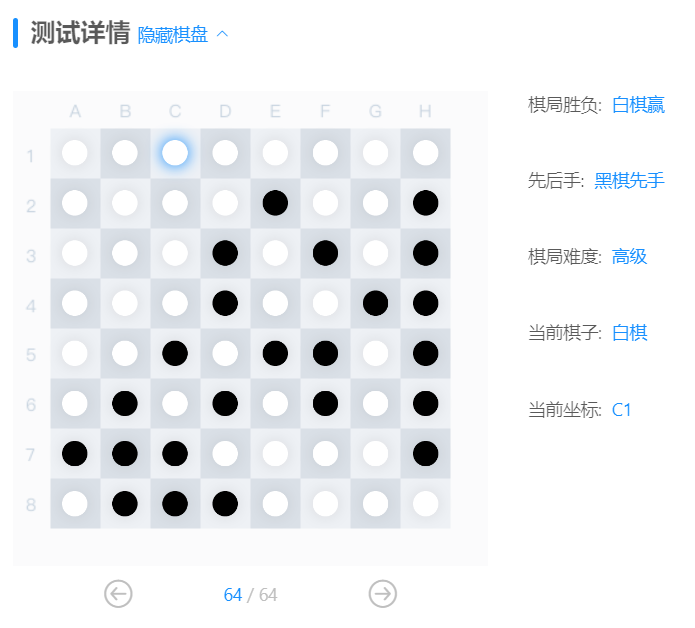 测试详情 隐藏棋盘
A B C D E F G H
棋局胜负: 白棋赢
1
先后手: 黑棋先手
2
3
棋局难度: 高级
4
当前棋子: 白棋
5
6
当前坐标: C1
7
8
64 / 64